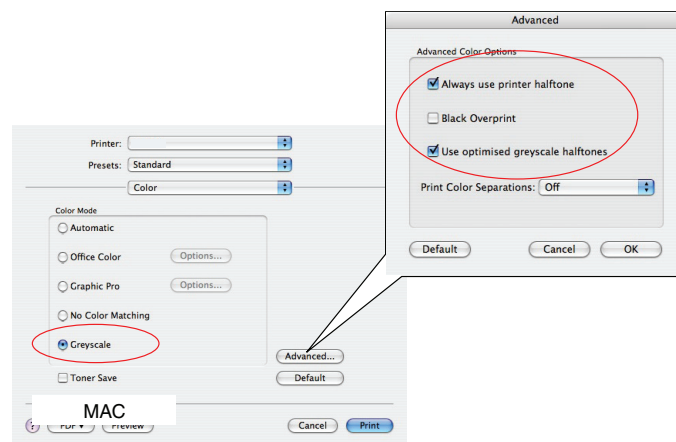 Advanced
Advanced Color Options
Always use printer halftone
Black Overprint
Use optimised greyscale halftones
Print Color Separations: Off
Default Cancel OK
Printer:
Presets: Standard
Color
Color Mode
Automatic
Office Color Options...
Graphic Pro Options...
No Color Matching
Greyscale
Advanced...
Toner Save Default
MAC
? PDF Preview Cancel Print